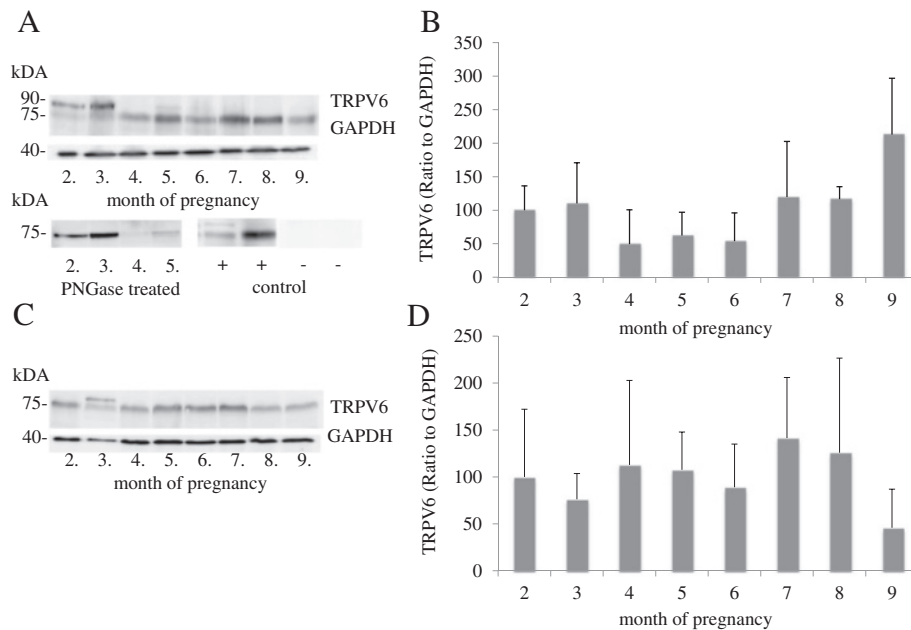 A
kDA
90-
75-
TRPV6
GAPDH
40-
2. 3. 4. 5. 6. 7. 8. 9.
month of pregnancy
kDA
75-
2. 3. 4. 5. + + - -
PNGase treated control
B
TRPV6 (Ratio to GAPDH)
350
300
250
200
150
100
50
0
2 3 4 5 6 7 8 9
month of pregnancy
C
kDA
75-
TRPV6
40-
GAPDH
2. 3. 4. 5. 6. 7. 8. 9.
month of pregnancy
D
TRPV6 (Ratio to GAPDH)
250
200
150
100
50
0
2 3 4 5 6 7 8 9
month of pregnancy